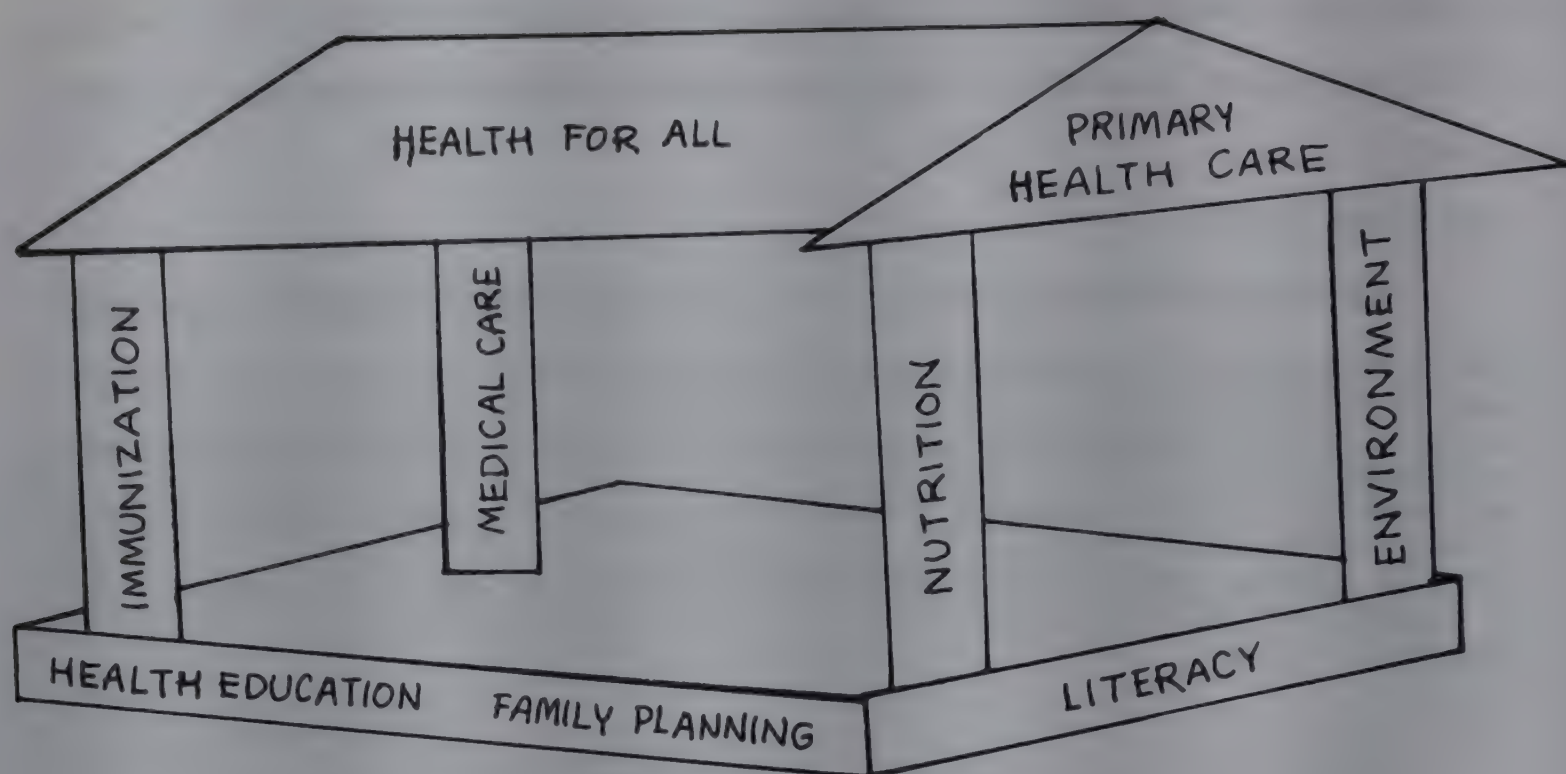 HEALTH FOR ALL
PRIMARY
HEALTH CARE
IMMUNIZATION
MEDICAL CARE
NUTRITION
ENVIRONMENT
HEALTH EDUCATION FAMILY PLANNING
LITERACY